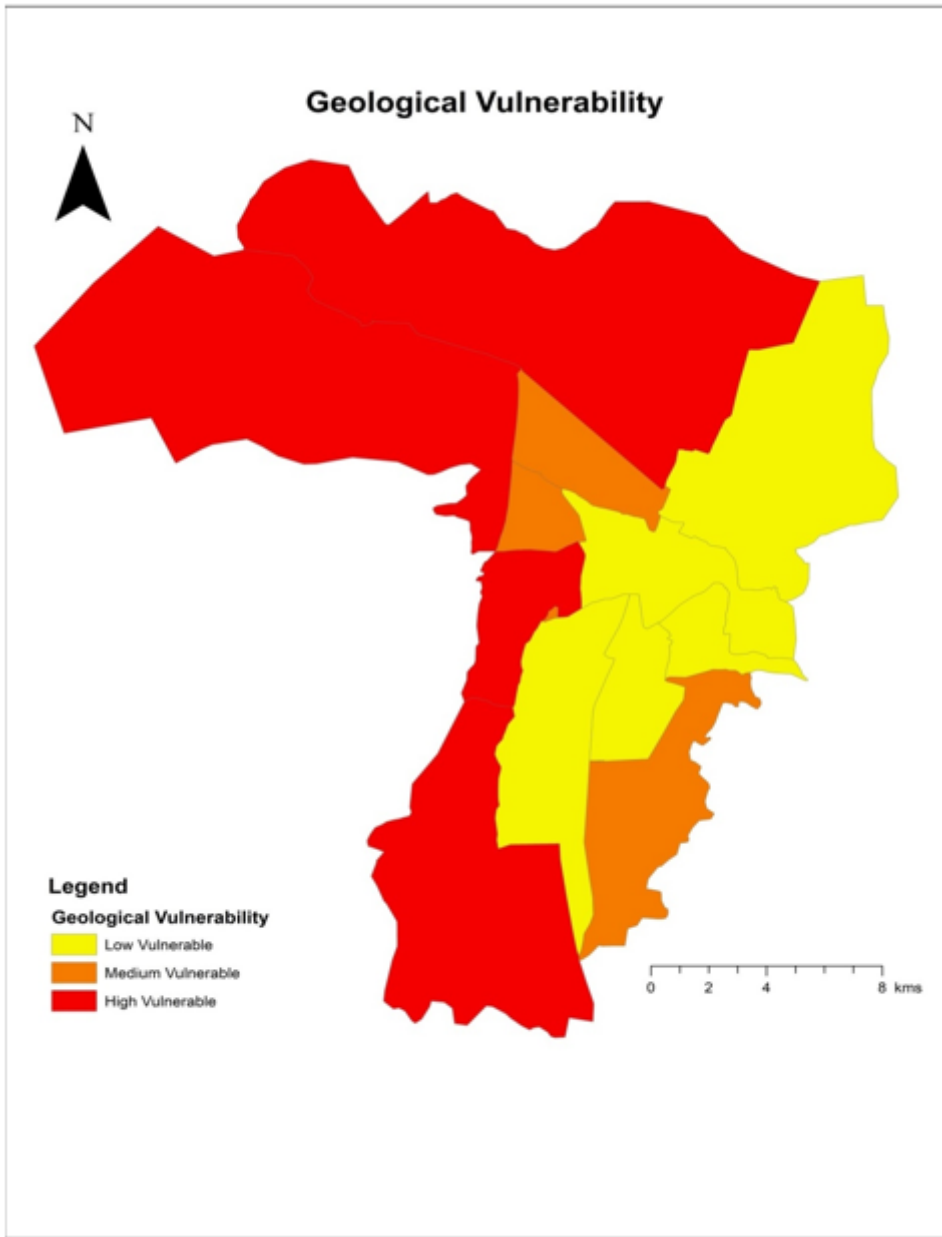 Geological Vulnerability
N
Legend
Geological Vulnerability
Low Vulnerable
Medium Vulnerable
High Vulnerable
0 2 4 8 kms